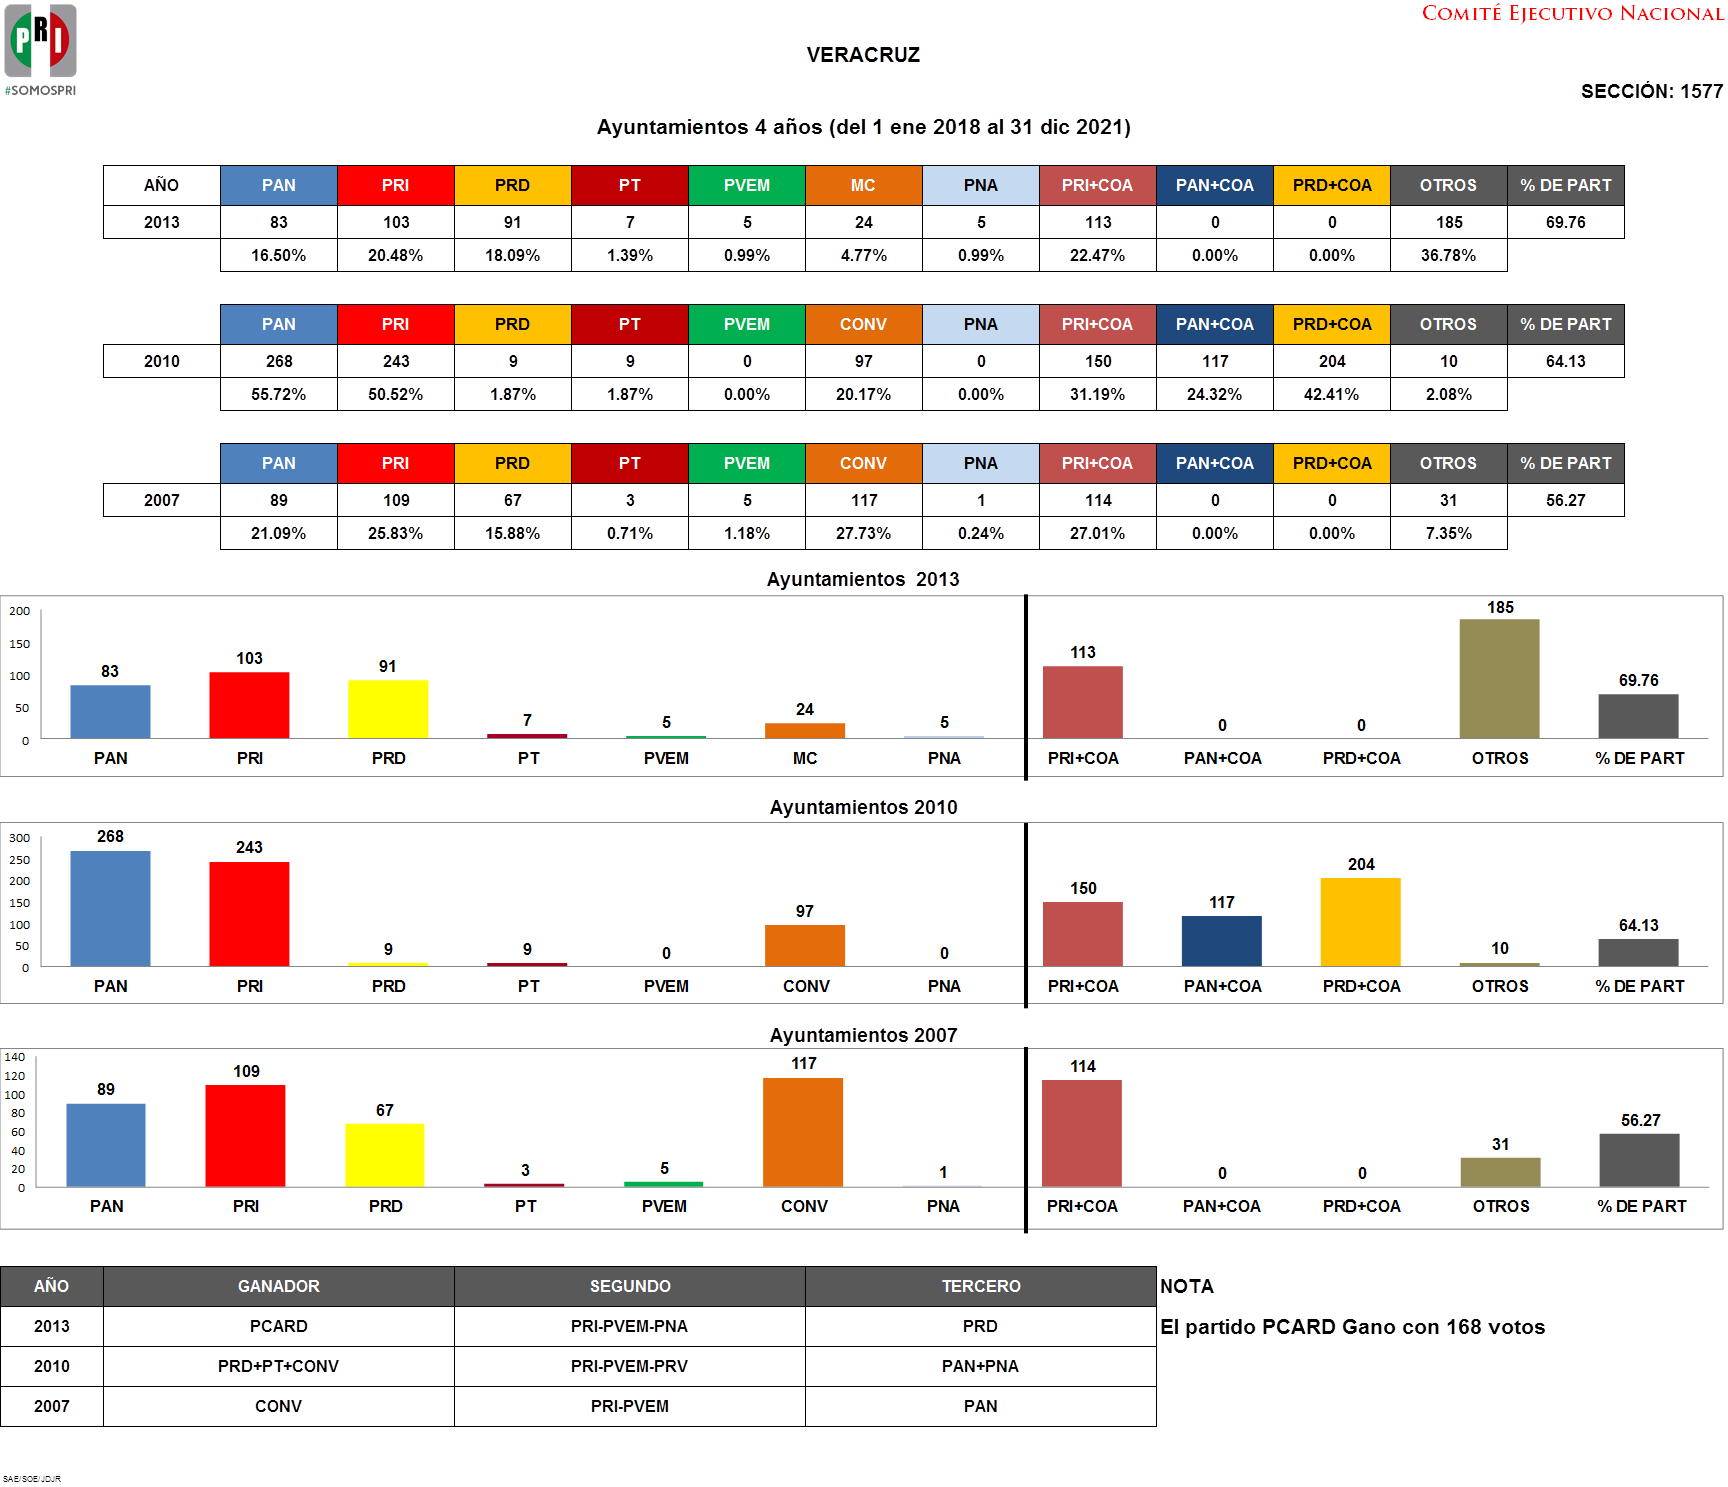 PRI
#SOMOSPRI
COMITÉ EJECUTIVO NACIONAL
VERACRUZ
SECCIÓN: 1577
Ayuntamientos 4 años (del 1 ene 2018 al 31 dic 2021)
AÑO PAN PRI PRD PT PVEM MC PNA PRI+COA PAN+COA PRD+COA OTROS % DE PART
2013 83 103 91 7 5 24 5 113 0 0 185 69.76
16.50% 20.48% 18.09% 1.39% 0.99% 4.77% 0.99% 22.47% 0.00% 0.00% 36.78%
PAN PRI PRD PT PVEM CONV PNA PRI+COA PAN+COA PRD+COA OTROS % DE PART
2010 268 243 9 9 0 97 0 150 117 204 10 64.13
55.72% 50.52% 1.87% 1.87% 0.00% 20.17% 0.00% 31.19% 24.32% 42.41% 2.08%
PAN PRI PRD PT PVEM CONV PNA PRI+COA PAN+COA PRD+COA OTROS % DE PART
2007 89 109 67 3 5 117 1 114 0 0 31 56.27
21.09% 25.83% 15.88% 0.71% 1.18% 27.73% 0.24% 27.01% 0.00% 0.00% 7.35%
Ayuntamientos 2013
200
150
100
50
0
83 103 91 7 5 24 5 113 0 0 185 69.76
PAN PRI PRD PT PVEM MC PNA PRI+COA PAN+COA PRD+COA OTROS % DE PART
Ayuntamientos 2010
300
250
200
150
100
50
0
268 243 9 9 0 97 0 150 117 204 10 64.13
PAN PRI PRD PT PVEM CONV PNA PRI+COA PAN+COA PRD+COA OTROS % DE PART
Ayuntamientos 2007
140
120
100
80
60
40
20
0
89 109 67 3 5 117 1 114 0 0 31 56.27
PAN PRI PRD PT PVEM CONV PNA PRI+COA PAN+COA PRD+COA OTROS % DE PART
AÑO GANADOR SEGUNDO TERCERO NOTA
2013 PCARD PRI-PVEM-PNA PRD El partido PCARD Gano con 168 votos
2010 PRD+PT+CONV PRI-PVEM-PRV PAN+PNA
2007 CONV PRI-PVEM PAN
SAE/SOE/JDJR